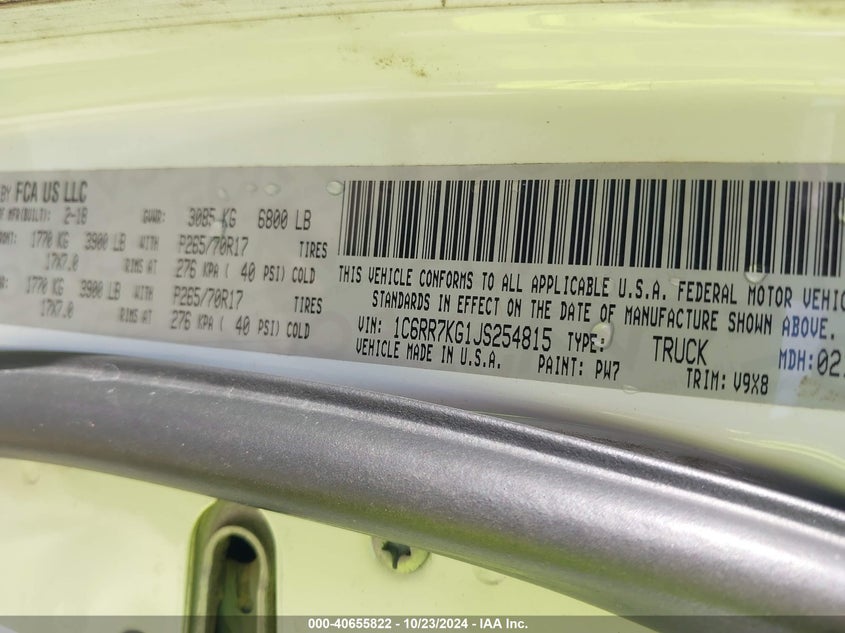 BY FCA US LLC
OF MFR(BUILT): 2-18 GVWR: 3085 KG 6800 LB
FRONT: 1770 KG 3900 LB WITH P265/70R17 TIRES
17X7.0 RIMS AT 276 KPA ( 40 PSI) COLD
1770 KG 3900 LB WITH P265/70R17 TIRES
17X7.0 RIMS AT 276 KPA ( 40 PSI) COLD
THIS VEHICLE CONFORMS TO ALL APPLICABLE U.S.A. FEDERAL MOTOR VEHIC
STANDARDS IN EFFECT ON THE DATE OF MANUFACTURE SHOWN ABOVE.
VIN: 1C6RR7KG1JS254815 TYPE: TRUCK MDH:02
VEHICLE MADE IN U.S.A. PAINT: PW7 TRIM: V9X8
000-40655822 - 10/23/2024 - IAA Inc.